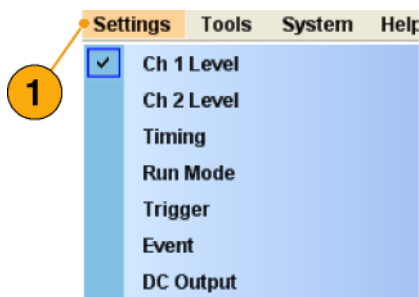 Settings Tools System Help
1
Ch 1 Level
Ch 2 Level
Timing
Run Mode
Trigger
Event
DC Output